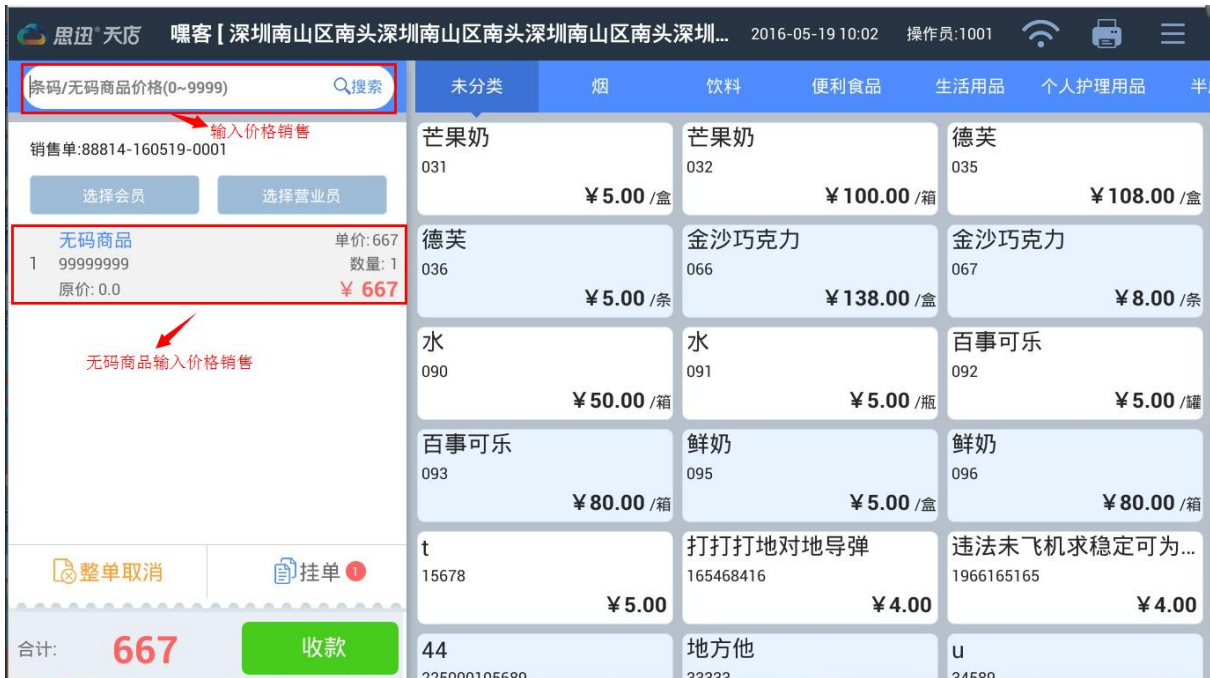 思迅®天店 嘿客 [ 深圳南山区南头深圳南山区南头深圳南山区南头深圳... 2016-05-19 10:02 操作员:1001
条码/无码商品价格(0~9999) 搜索
输入价格销售
销售单:88814-160519-0001
选择会员 选择营业员
无码商品 单价:667
1 99999999 数量: 1
原价: 0.0 ¥ 667
无码商品输入价格销售
整单取消 挂单 1
合计: 667 收款
未分类 烟 饮料 便利食品 生活用品 个人护理用品
芒果奶 芒果奶 德芙
031 032 035
¥5.00 /盒 ¥100.00 /箱 ¥108.00 /盒
德芙 金沙巧克力 金沙巧克力
036 066 067
¥5.00 /条 ¥138.00 /盒 ¥8.00 /条
水 水 百事可乐
090 091 092
¥50.00 /箱 ¥5.00 /瓶 ¥5.00 /罐
百事可乐 鲜奶 鲜奶
093 095 096
¥80.00 /箱 ¥5.00 /盒 ¥80.00 /箱
t 打打打地对地导弹 违法未飞机求稳定可为...
15678 165468416 1966165165
¥5.00 ¥4.00 ¥4.00
44 地方他 u
225000105689 33333 34589